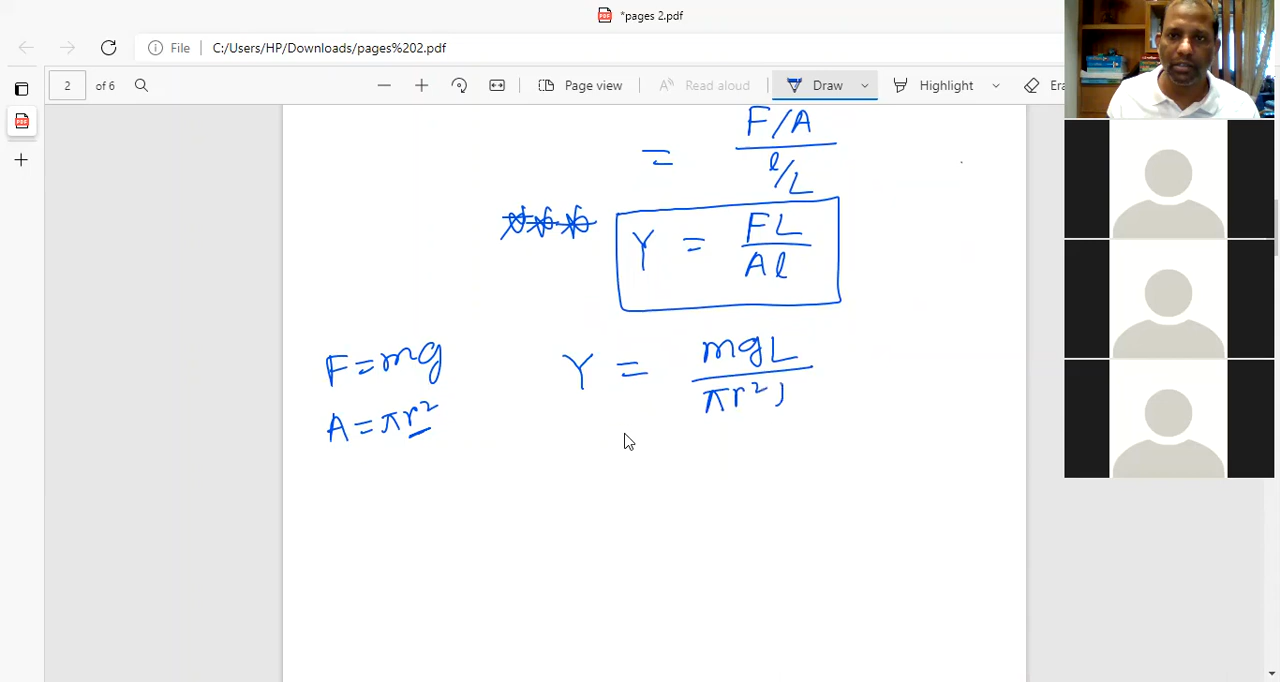 *pages 2.pdf
File C:/Users/HP/Downloads/pages%202.pdf
2 of 6 Page view Read aloud Draw Highlight
= F/A / l/L
*** Y = FL / Al
F = mg
Y = mgL / πr² l
A = πr²